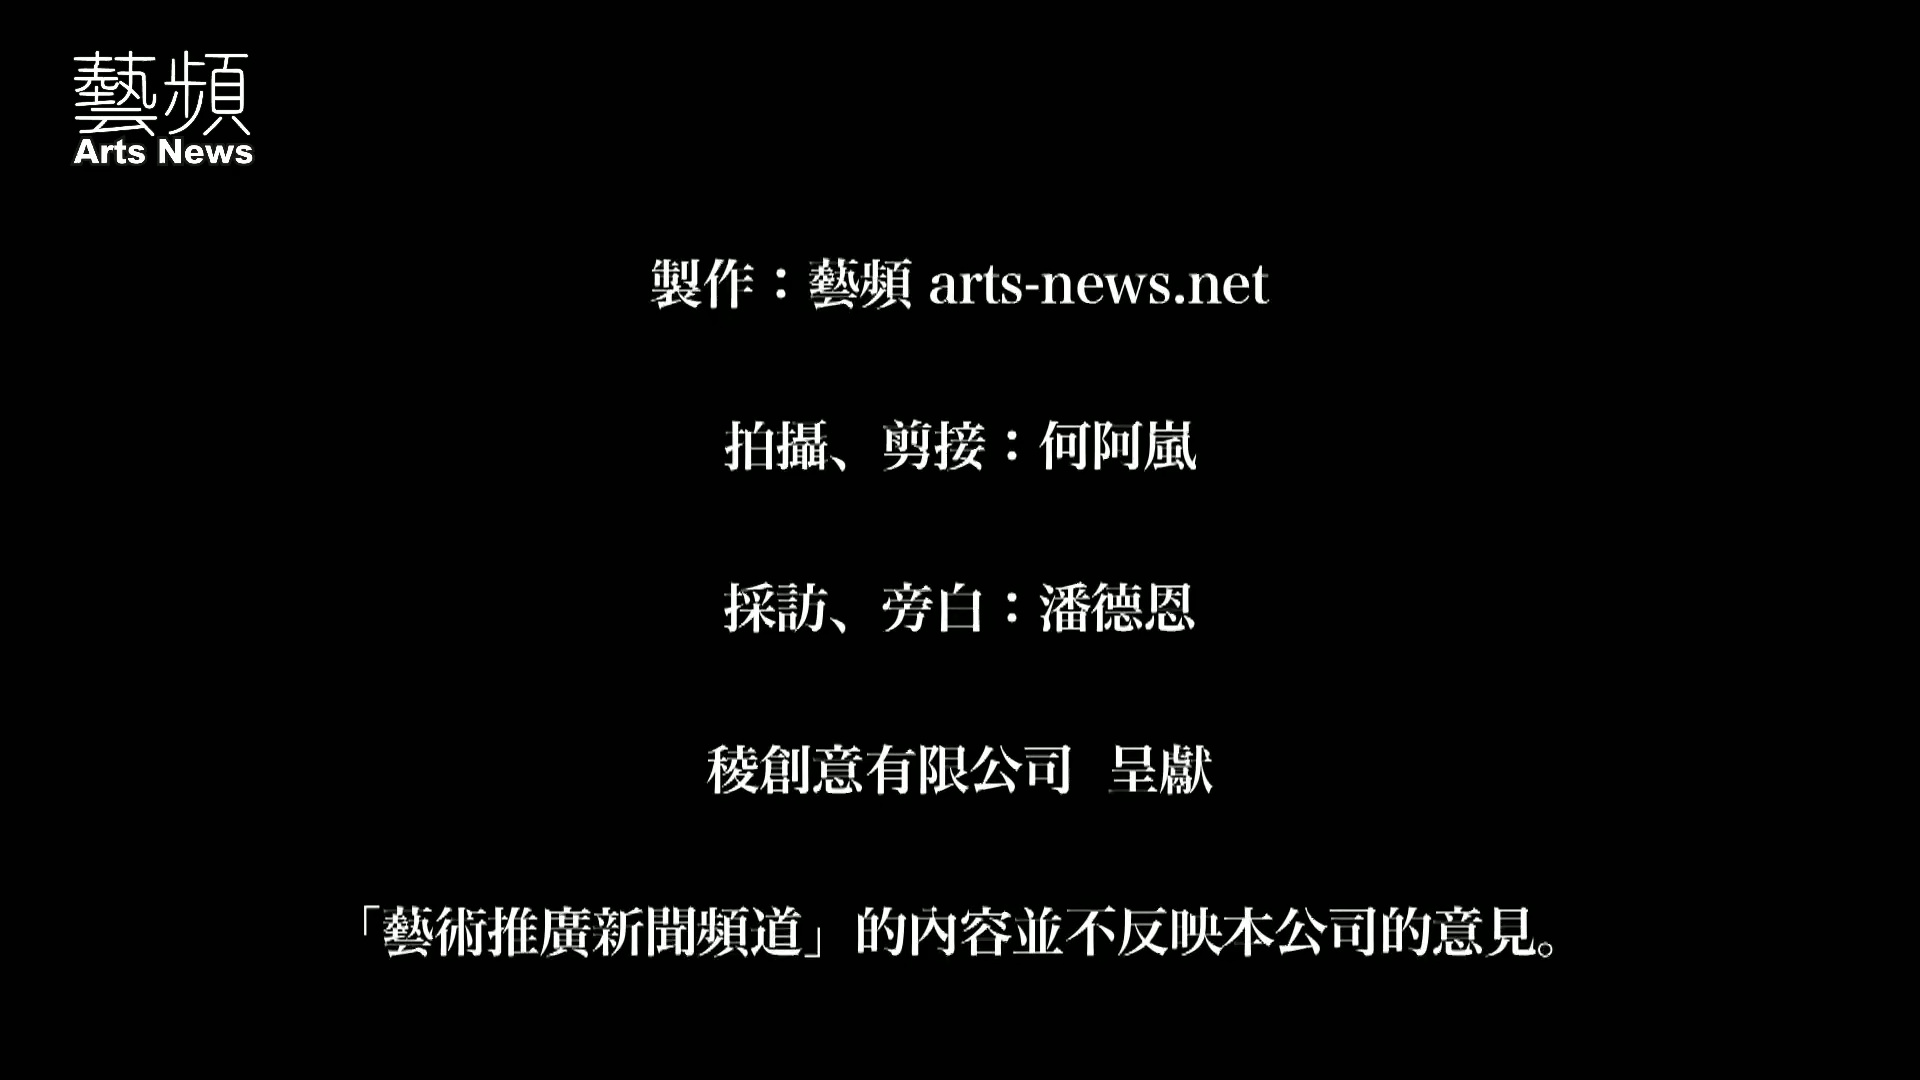 藝頻
Arts News
製作：藝頻 arts-news.net
拍攝、剪接：何阿嵐
採訪、旁白：潘德恩
稜創意有限公司 呈獻
「藝術推廣新聞頻道」的內容並不反映本公司的意見。